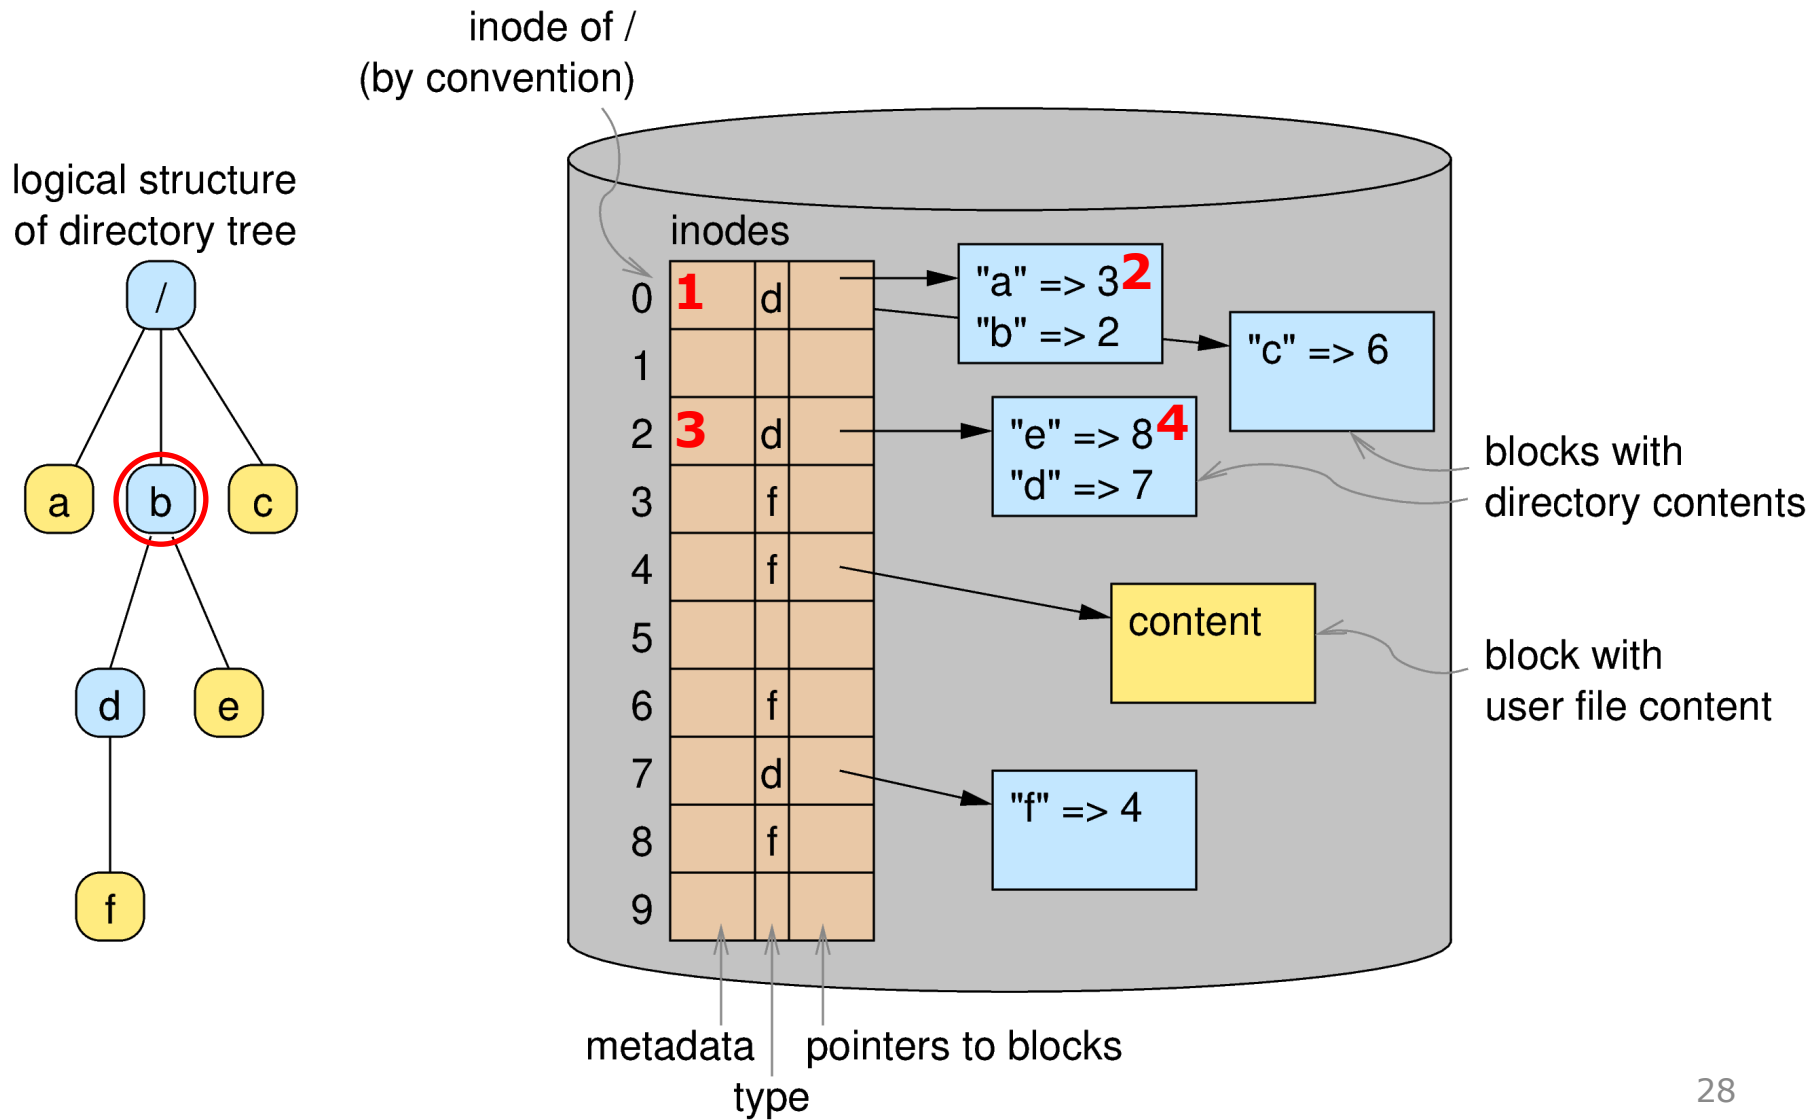 inode of /
(by convention)
logical structure
of directory tree
/
a
b
c
d
e
f
inodes
0 1 d
1
2 3 d
3 f
4 f
5
6 f
7 d
8 f
9
"a" => 3 2
"b" => 2
"c" => 6
"e" => 8 4
"d" => 7
content
"f" => 4
blocks with
directory contents
block with
user file content
metadata
type
pointers to blocks
28